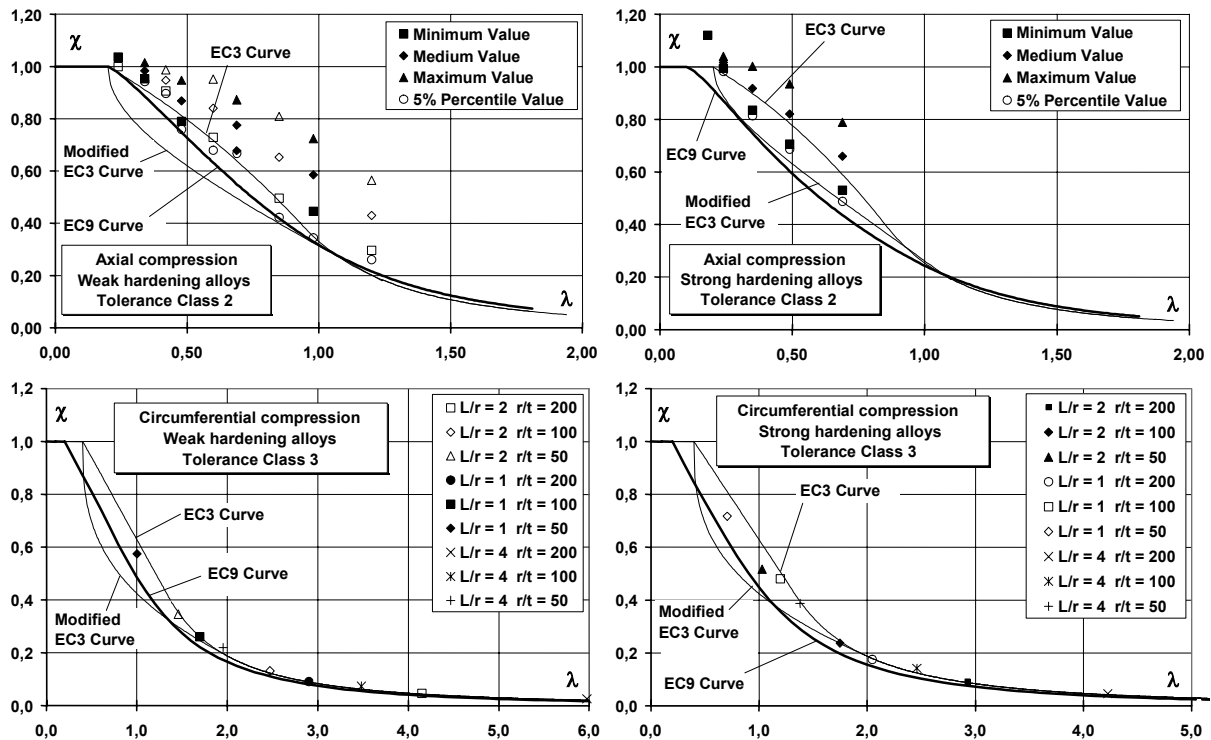 1,20
1,00
0,80
0,60
0,40
0,20
0,00
χ
EC3 Curve
Modified
EC3 Curve
EC9 Curve
■ Minimum Value
◆ Medium Value
▲ Maximum Value
○ 5% Percentile Value
Axial compression
Weak hardening alloys
Tolerance Class 2
λ
0,00 0,50 1,00 1,50 2,00
1,20
1,00
0,80
0,60
0,40
0,20
0,00
χ
EC3 Curve
EC9 Curve
Modified
EC3 Curve
■ Minimum Value
◆ Medium Value
▲ Maximum Value
○ 5% Percentile Value
Axial compression
Strong hardening alloys
Tolerance Class 2
λ
0,00 0,50 1,00 1,50 2,00
1,2
1,0
0,8
0,6
0,4
0,2
0,0
χ
Circumferential compression
Weak hardening alloys
Tolerance Class 3
EC3 Curve
EC9 Curve
Modified
EC3 Curve
□ L/r = 2 r/t = 200
◇ L/r = 2 r/t = 100
△ L/r = 2 r/t = 50
● L/r = 1 r/t = 200
■ L/r = 1 r/t = 100
◆ L/r = 1 r/t = 50
× L/r = 4 r/t = 200
✳ L/r = 4 r/t = 100
+ L/r = 4 r/t = 50
λ
0,0 1,0 2,0 3,0 4,0 5,0 6,0
1,2
1,0
0,8
0,6
0,4
0,2
0,0
χ
Circumferential compression
Strong hardening alloys
Tolerance Class 3
EC3 Curve
Modified
EC3 Curve
EC9 Curve
■ L/r = 2 r/t = 200
◆ L/r = 2 r/t = 100
▲ L/r = 2 r/t = 50
○ L/r = 1 r/t = 200
□ L/r = 1 r/t = 100
◇ L/r = 1 r/t = 50
× L/r = 4 r/t = 200
✳ L/r = 4 r/t = 100
+ L/r = 4 r/t = 50
λ
0,0 1,0 2,0 3,0 4,0 5,0